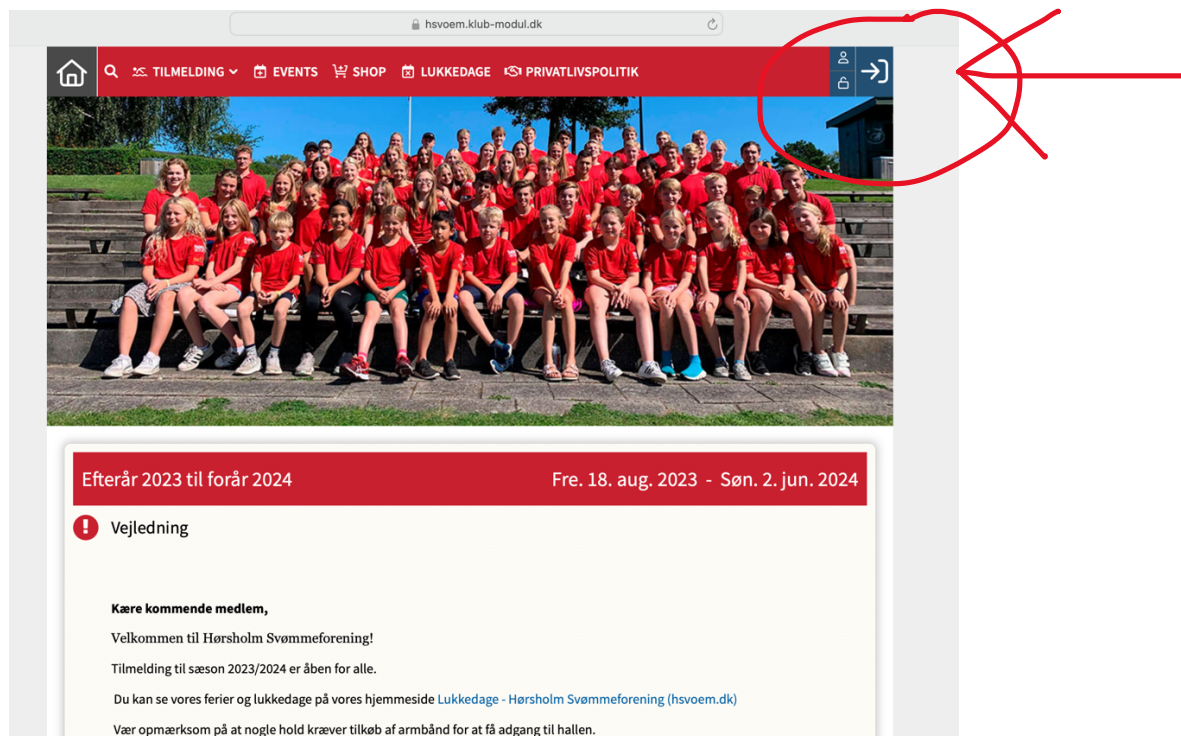 hsvoem.klub-modul.dk
TILMELDING EVENTS SHOP LUKKEDAGE PRIVATLIVSPOLITIK
Efterår 2023 til forår 2024 Fre. 18. aug. 2023 - Søn. 2. jun. 2024
Vejledning
Kære kommende medlem,
Velkommen til Hørsholm Svømmeforening!
Tilmelding til sæson 2023/2024 er åben for alle.
Du kan se vores ferier og lukkedage på vores hjemmeside Lukkedage - Hørsholm Svømmeforening (hsvoem.dk)
Vær opmærksom på at nogle hold kræver tilkøb af armbånd for at få adgang til hallen.